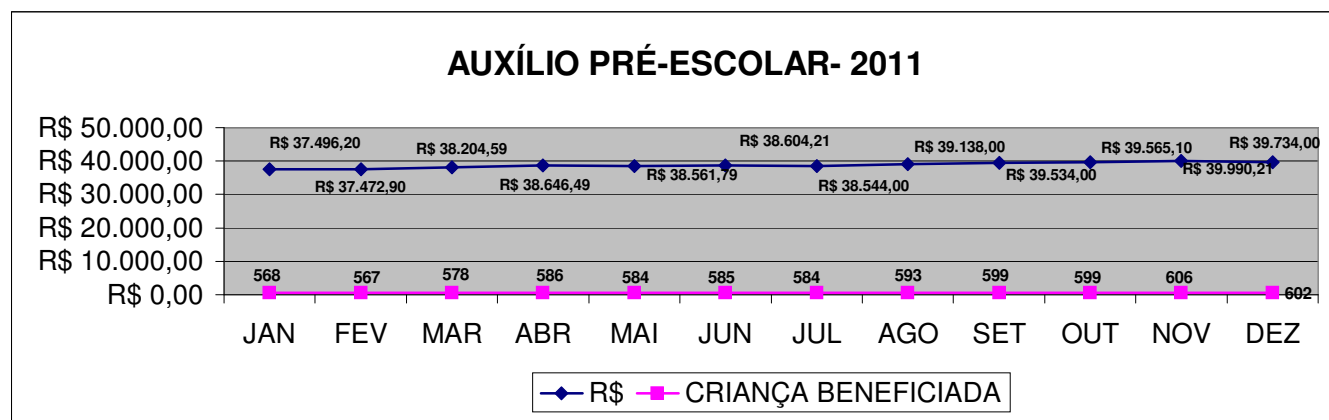 AUXÍLIO PRÉ-ESCOLAR- 2011
R$ 50.000,00
R$ 40.000,00
R$ 30.000,00
R$ 20.000,00
R$ 10.000,00
R$ 0,00
R$ 37.496,20
R$ 37.472,90
R$ 38.204,59
R$ 38.646,49
R$ 38.561,79
R$ 38.604,21
R$ 38.544,00
R$ 39.138,00
R$ 39.534,00
R$ 39.565,10
R$ 39.990,21
R$ 39.734,00
568 567 578 586 584 585 584 593 599 599 606 602
JAN FEV MAR ABR MAI JUN JUL AGO SET OUT NOV DEZ
R$ CRIANÇA BENEFICIADA